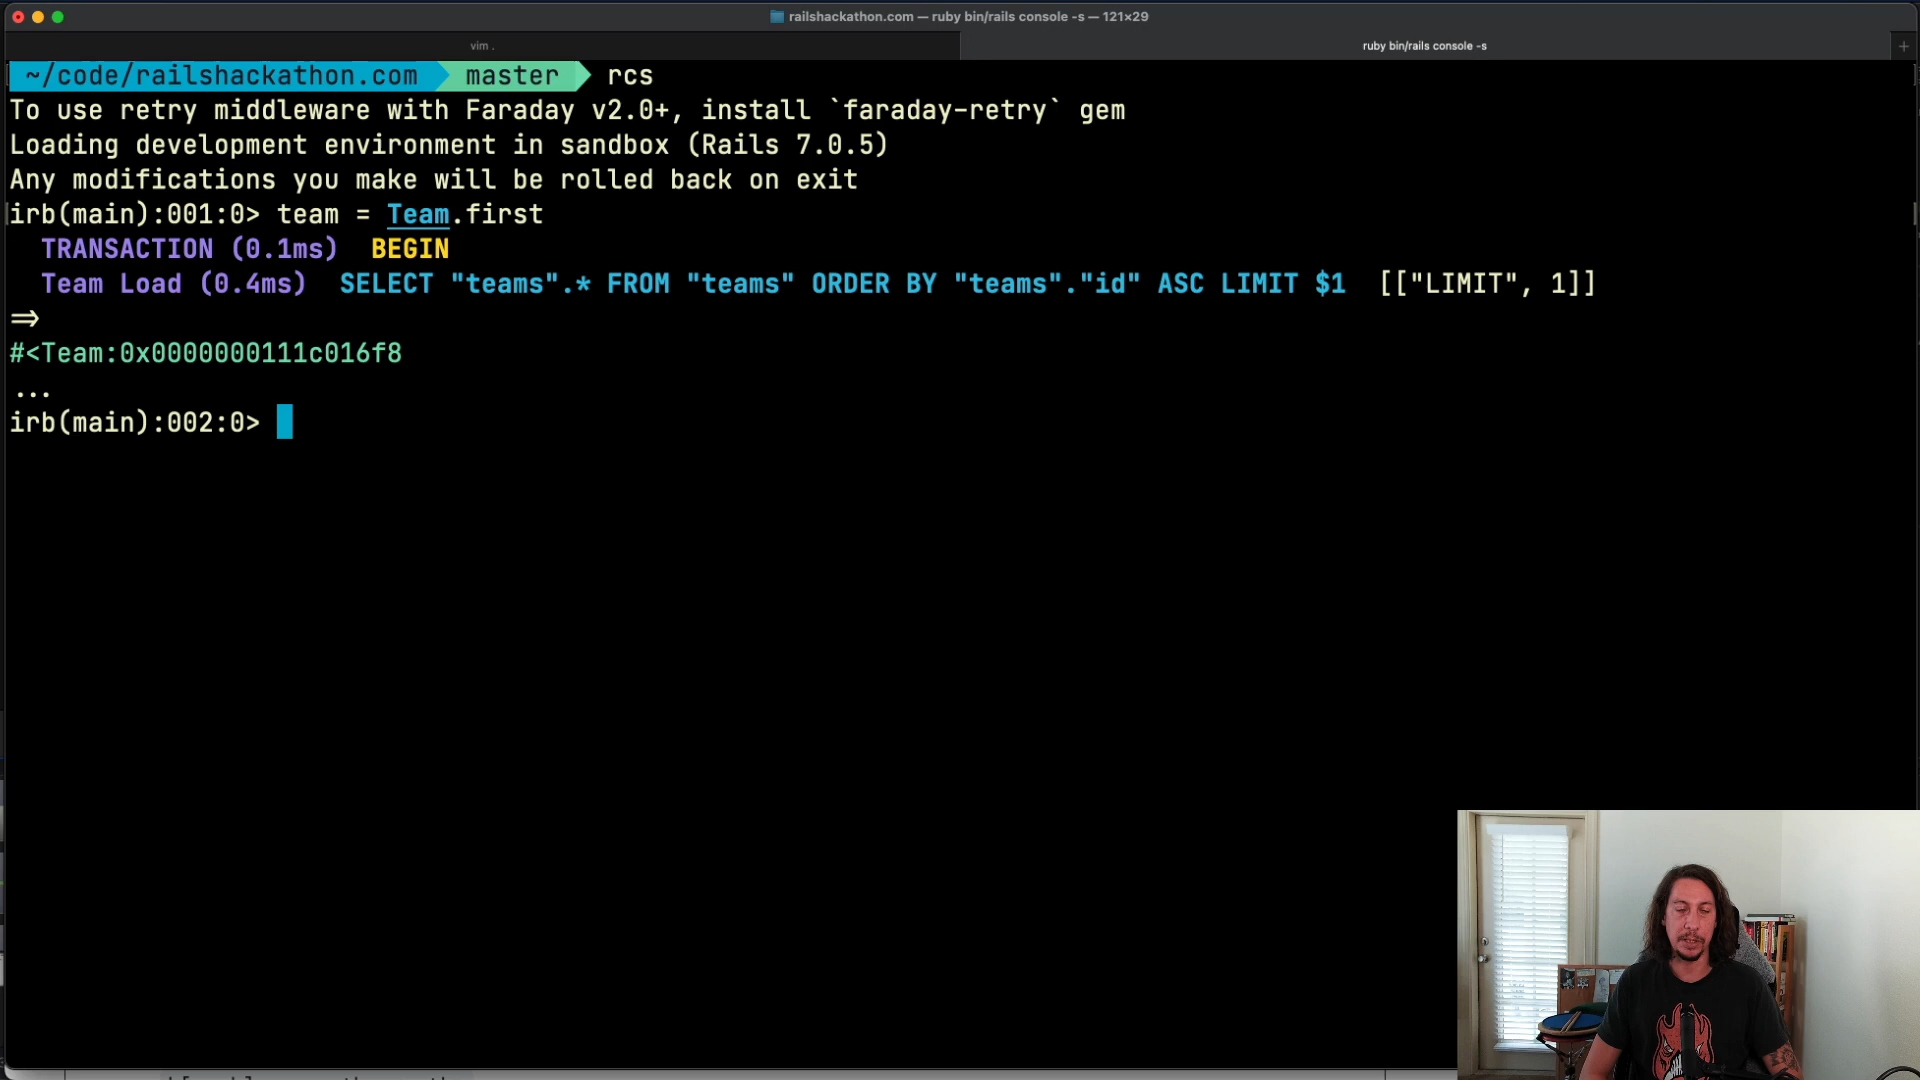 railshackathon.com — ruby bin/rails console -s — 121×29
vim .
ruby bin/rails console -s
~/code/railshackathon.com master rcs
To use retry middleware with Faraday v2.0+, install `faraday-retry` gem
Loading development environment in sandbox (Rails 7.0.5)
Any modifications you make will be rolled back on exit
irb(main):001:0> team = Team.first
TRANSACTION (0.1ms) BEGIN
Team Load (0.4ms) SELECT "teams".* FROM "teams" ORDER BY "teams"."id" ASC LIMIT $1 [["LIMIT", 1]]
=>
#<Team:0x0000000111c016f8
...
irb(main):002:0>